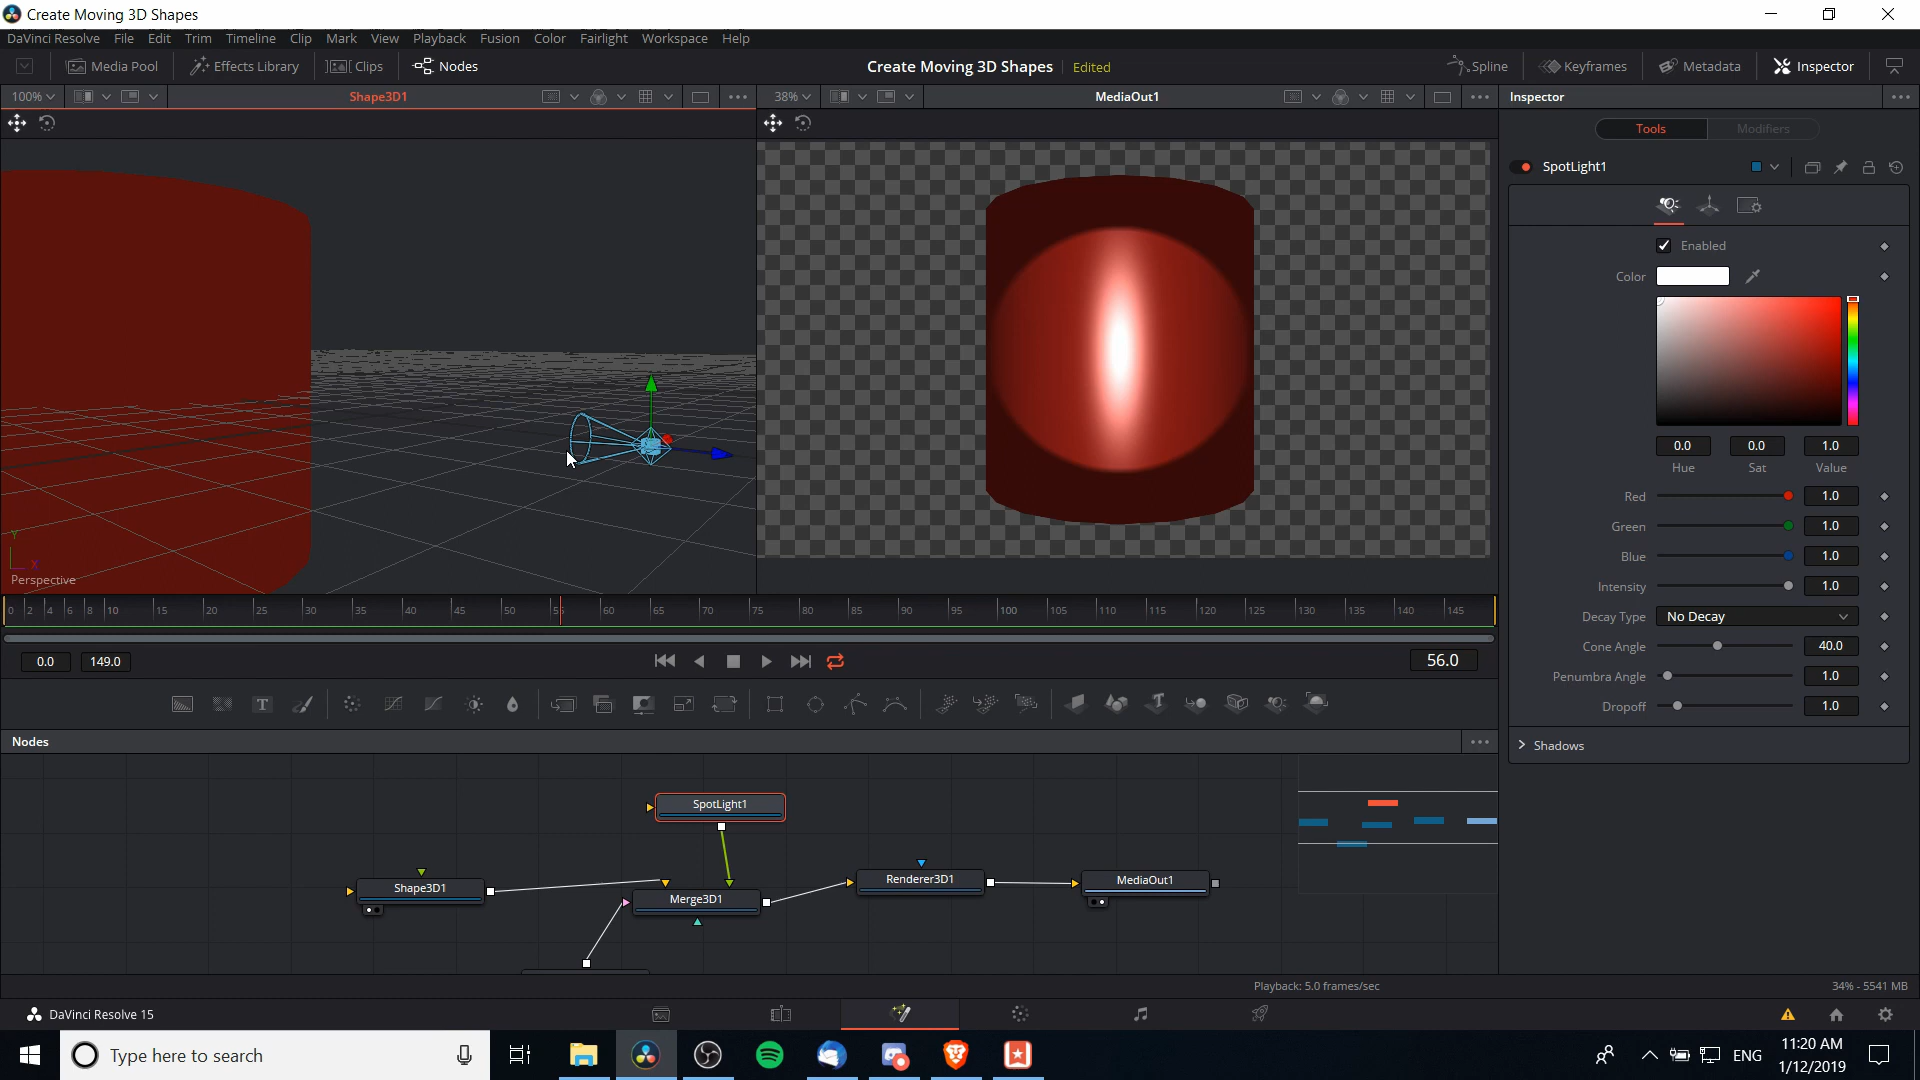 Create Moving 3D Shapes
DaVinci Resolve File Edit Trim Timeline Clip Mark View Playback Fusion Color Fairlight Workspace Help
Media Pool Effects Library Clips Nodes Create Moving 3D Shapes Edited Spline Keyframes Metadata Inspector
100% Shape3D1 38% MediaOut1 Inspector
Tools Modifiers
SpotLight1
Enabled
Color
0.0 0.0 1.0
Hue Sat Value
Red 1.0
Green 1.0
Blue 1.0
Intensity 1.0
Decay Type No Decay
Cone Angle 40.0
Penumbra Angle 1.0
Dropoff 1.0
Shadows
Y
X
Perspective
0 2 4 6 8 10 15 20 25 30 35 40 45 50 60 65 70 75 80 85 90 95 100 105 110 115 120 125 130 135 140 145
0.0 149.0 56.0
Nodes
SpotLight1
Shape3D1
Merge3D1
Renderer3D1
MediaOut1
Playback: 5.0 frames/sec 34% - 5541 MB
DaVinci Resolve 15
Type here to search
ENG
11:20 AM
1/12/2019